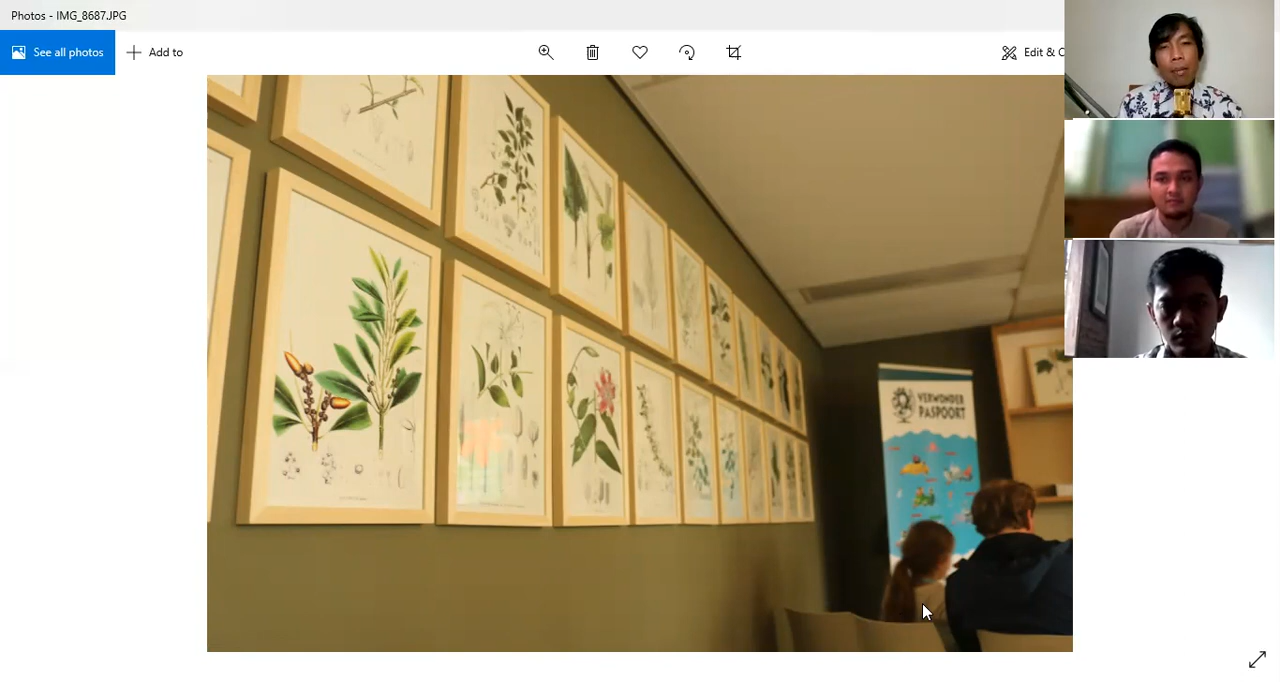 Photos - IMG_8687.JPG
See all photos
Add to
Edit & C
VERWONDER
PASPOORT